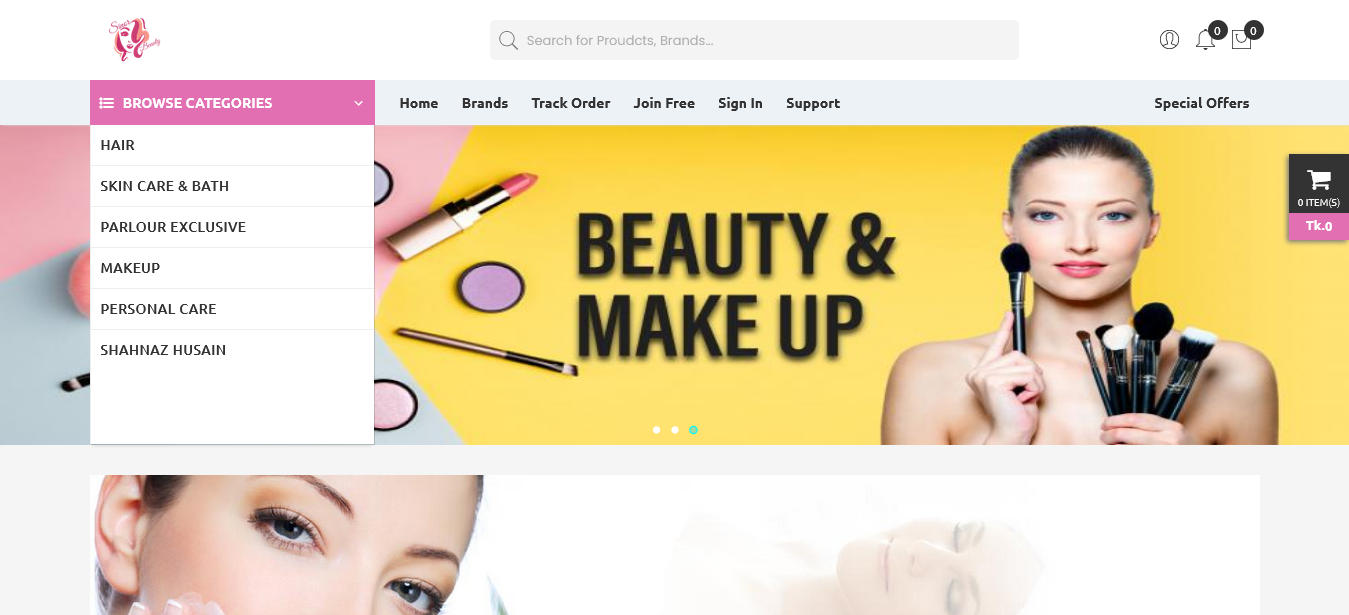 Siner
Beauty
Search for Proudcts, Brands...
0
0
BROWSE CATEGORIES
Home
Brands
Track Order
Join Free
Sign In
Support
Special Offers
HAIR
SKIN CARE & BATH
PARLOUR EXCLUSIVE
MAKEUP
PERSONAL CARE
SHAHNAZ HUSAIN
BEAUTY &
MAKE UP
0 ITEM(S)
Tk.0